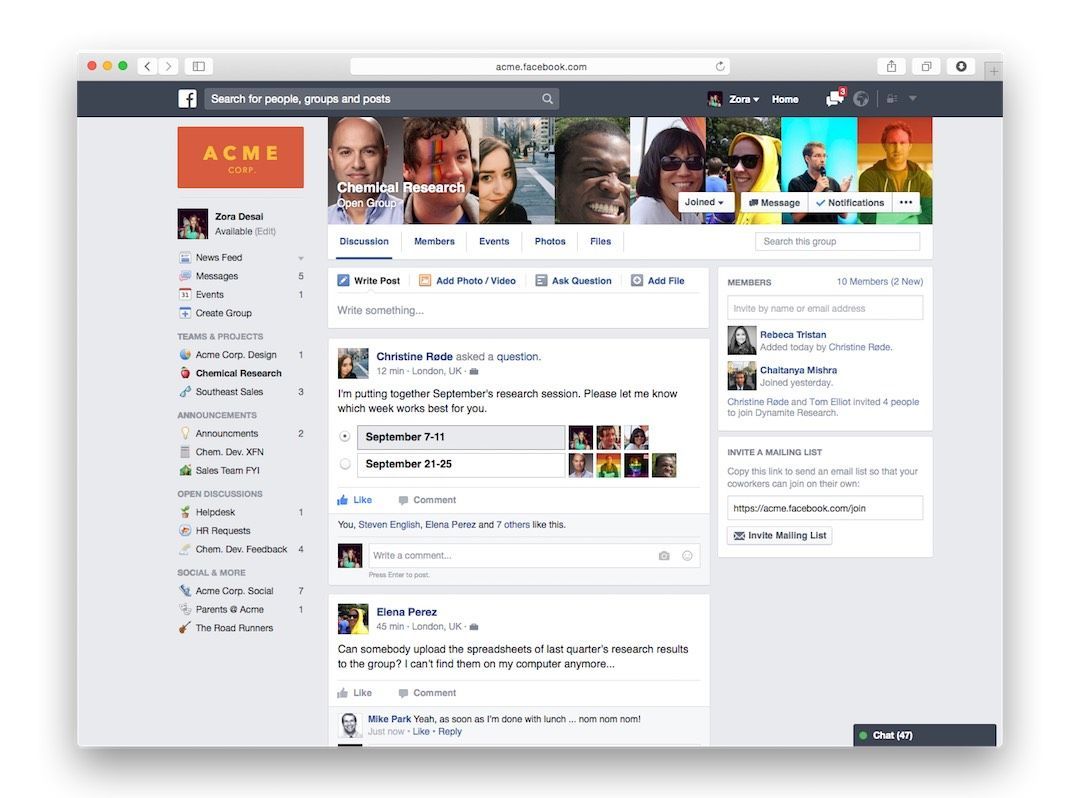 acme.facebook.com
Search for people, groups and posts
Zora
Home
3
ACME
CORP.
Zora Desai
Available (Edit)
News Feed
Messages 5
31 Events 1
Create Group
TEAMS & PROJECTS
Acme Corp. Design 1
Chemical Research
Southeast Sales 3
ANNOUNCEMENTS
Announcments 2
Chem. Dev. XFN
Sales Team FYI
OPEN DISCUSSIONS
Helpdesk 1
HR Requests
Chem. Dev. Feedback 4
SOCIAL & MORE
Acme Corp. Social 7
Parents @ Acme 1
The Road Runners
Chemical Research
Open Group
Joined
Message
Notifications
Discussion Members Events Photos Files
Search this group
Write Post Add Photo / Video Ask Question Add File
Write something...
Christine Røde asked a question.
12 min · London, UK ·
I'm putting together September's research session. Please let me know
which week works best for you.
September 7-11
September 21-25
Like Comment
You, Steven English, Elena Perez and 7 others like this.
Write a comment...
Press Enter to post.
Elena Perez
45 min · London, UK ·
Can somebody upload the spreadsheets of last quarter's research results
to the group? I can't find them on my computer anymore...
Like Comment
Mike Park Yeah, as soon as I'm done with lunch ... nom nom nom!
Just now · Like · Reply
MEMBERS 10 Members (2 New)
Invite by name or email address
Rebeca Tristan
Added today by Christine Røde.
Chaitanya Mishra
Joined yesterday.
Christine Røde and Tom Elliot invited 4 people
to join Dynamite Research.
INVITE A MAILING LIST
Copy this link to send an email list so that your
coworkers can join on their own:
https://acme.facebook.com/join
Invite Mailing List
Chat (47)